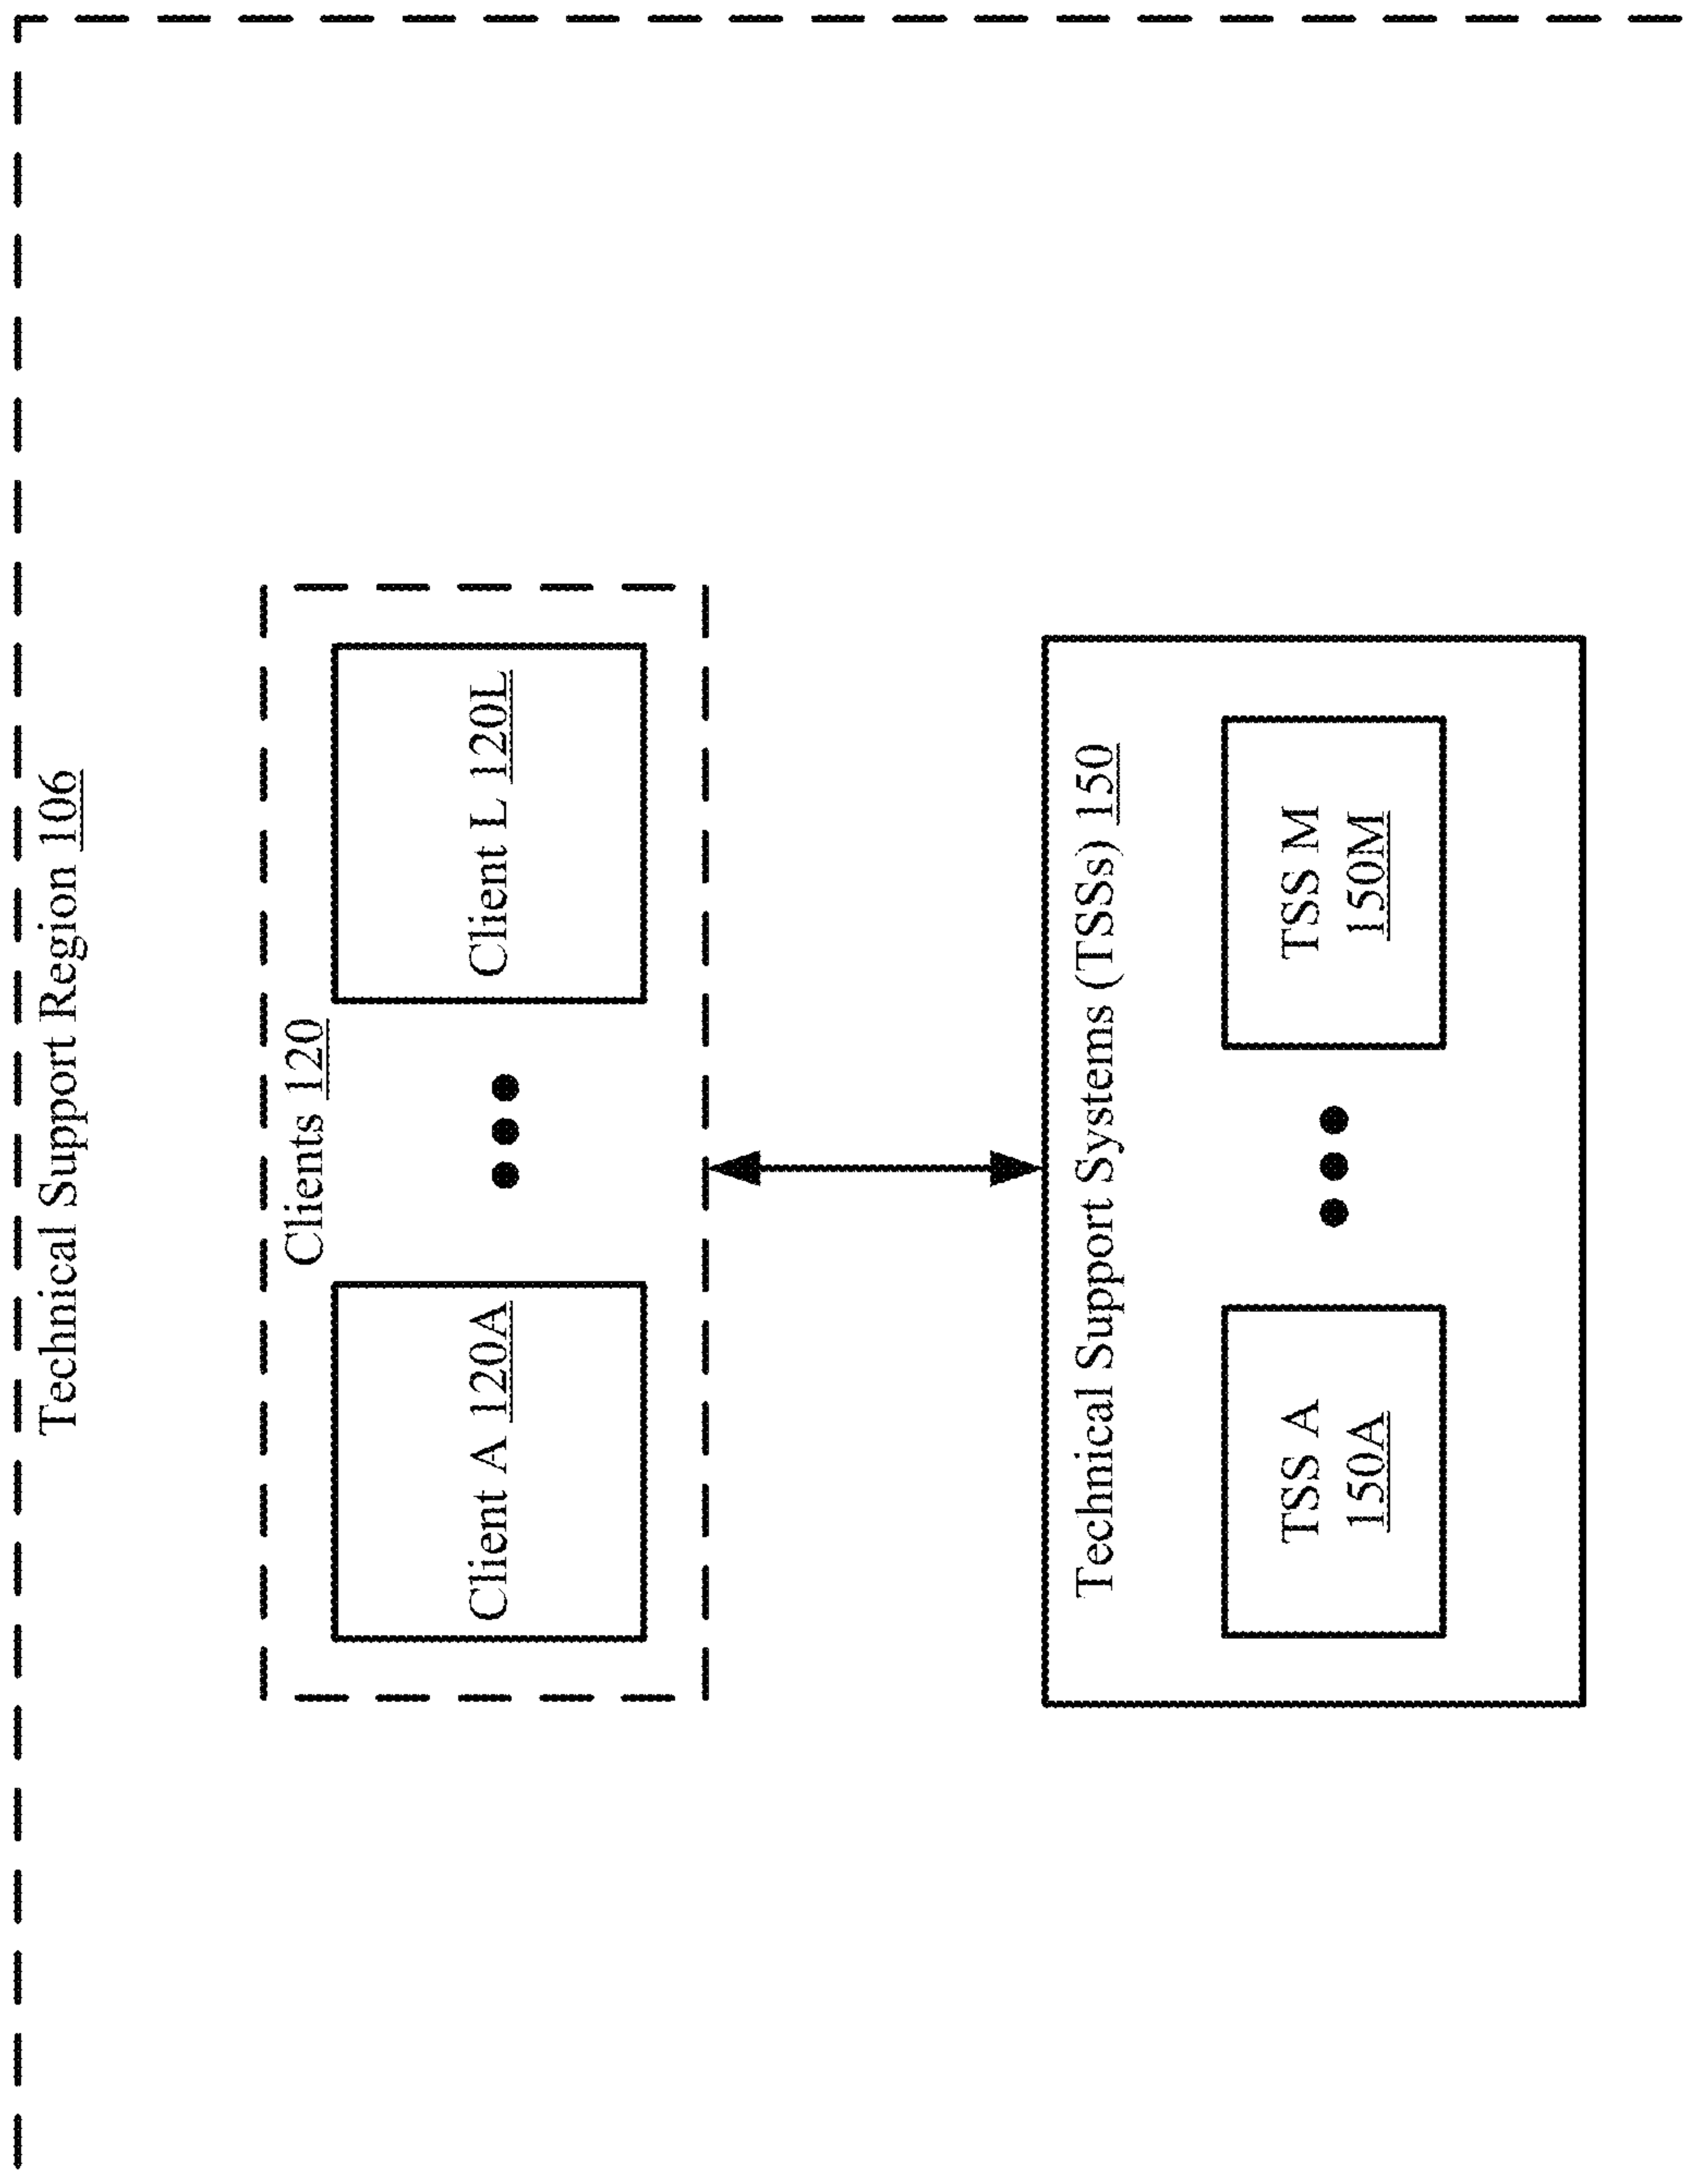 Technical Support Region 106
Clients 120
Client A 120A
Client L 120L
Technical Support Systems (TSSs) 150
TSS A
150A
TSS M
150M